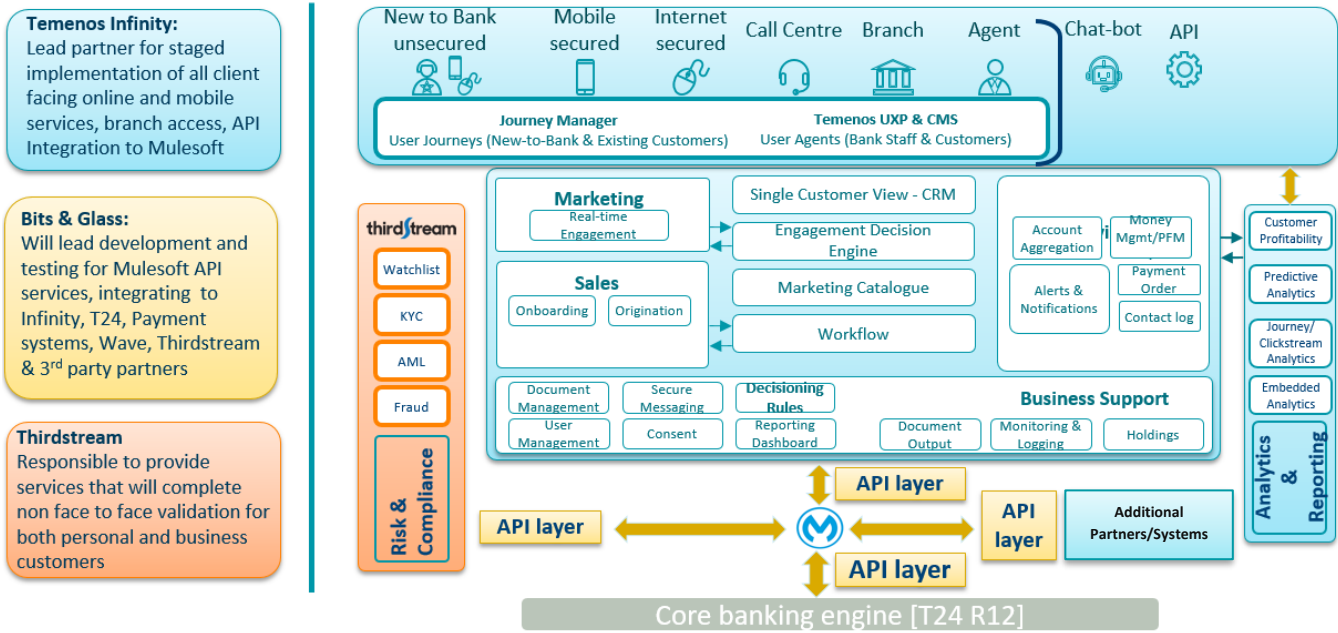 Temenos Infinity:
Lead partner for staged
implementation of all client
facing online and mobile
services, branch access, API
Integration to Mulesoft
Bits & Glass:
Will lead development and
testing for Mulesoft API
services, integrating to
Infinity, T24, Payment
systems, Wave, Thirdstream
& 3rd party partners
Thirdstream
Responsible to provide
services that will complete
non face to face validation for
both personal and business
customers
New to Bank
unsecured
Mobile
secured
Internet
secured
Call Centre
Branch
Agent
Chat-bot
API
Journey Manager
User Journeys (New-to-Bank & Existing Customers)
Temenos UXP & CMS
User Agents (Bank Staff & Customers)
thirdstream
Watchlist
KYC
AML
Fraud
Risk &
Compliance
Marketing
Real-time
Engagement
Sales
Onboarding
Origination
Single Customer View - CRM
Engagement Decision
Engine
Marketing Catalogue
Workflow
Account
Aggregation
Money
Mgmt/PFM
Alerts &
Notifications
Payment
Order
Contact log
Document
Management
Secure
Messaging
Decisioning
Rules
Business Support
User
Management
Consent
Reporting
Dashboard
Document
Output
Monitoring &
Logging
Holdings
Customer
Profitability
Predictive
Analytics
Journey/
Clickstream
Analytics
Embedded
Analytics
Analytics
&
Reporting
API layer
API layer
API
layer
Additional
Partners/Systems
API layer
Core banking engine [T24 R12]